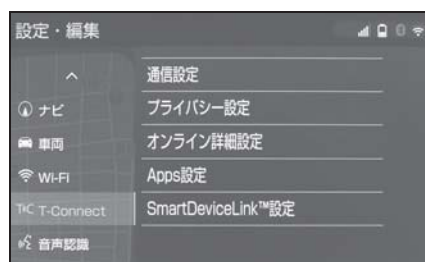 設定・編集
通信設定
ナビ
プライバシー設定
車両
オンライン詳細設定
Wi-Fi
Apps設定
T-Connect
SmartDeviceLink™設定
音声認識